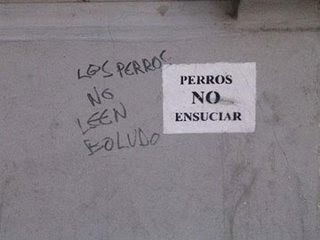 LOS PERROS
NO
LEEN
BOLUDO
PERROS
NO
ENSUCIAR